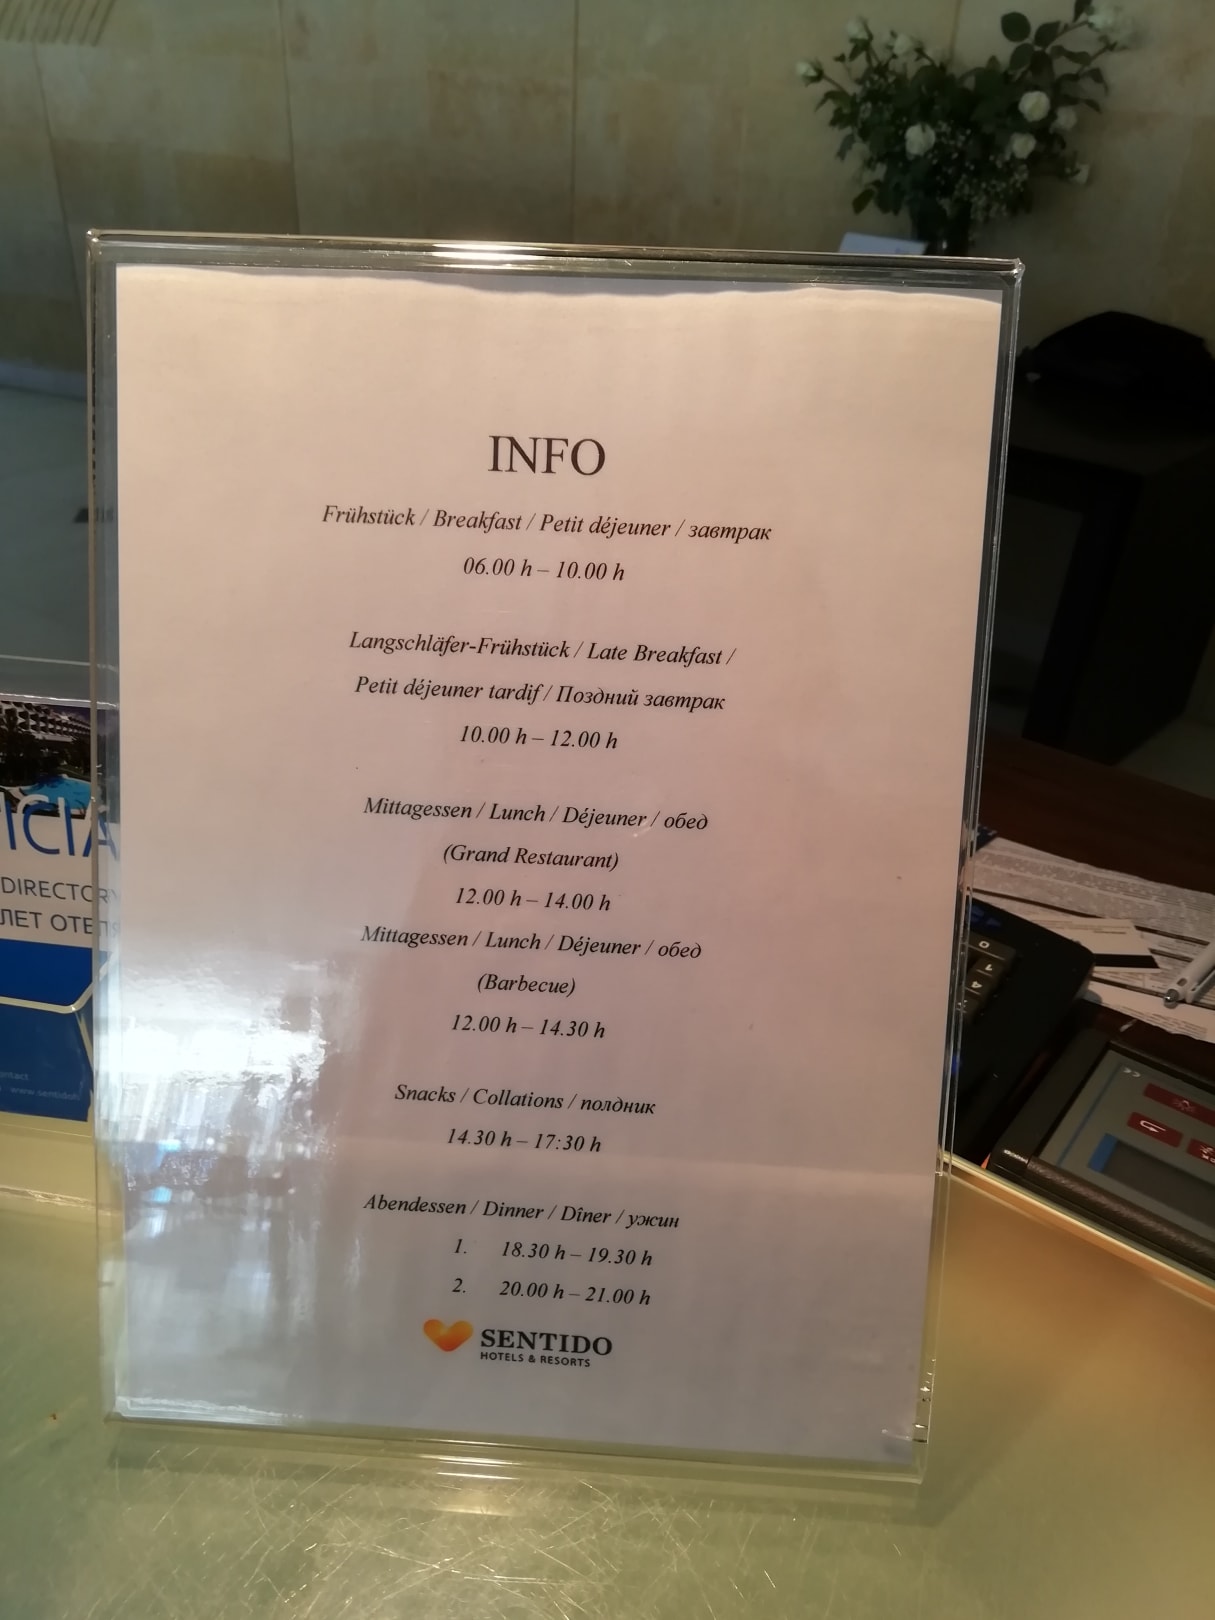 INFO
Frühstück / Breakfast / Petit déjeuner / завтрак
06.00 h – 10.00 h
Langschläfer-Frühstück / Late Breakfast /
Petit déjeuner tardif / Поздний завтрак
10.00 h – 12.00 h
Mittagessen / Lunch / Déjeuner / обед
(Grand Restaurant)
12.00 h – 14.00 h
Mittagessen / Lunch / Déjeuner / обед
(Barbecue)
12.00 h – 14.30 h
Snacks / Collations / полдник
14.30 h – 17:30 h
Abendessen / Dinner / Dîner / ужин
1. 18.30 h – 19.30 h
2. 20.00 h – 21.00 h
SENTIDO
HOTELS & RESORTS
DIRECTORY
ЛЕТ ОТЕЛЯ